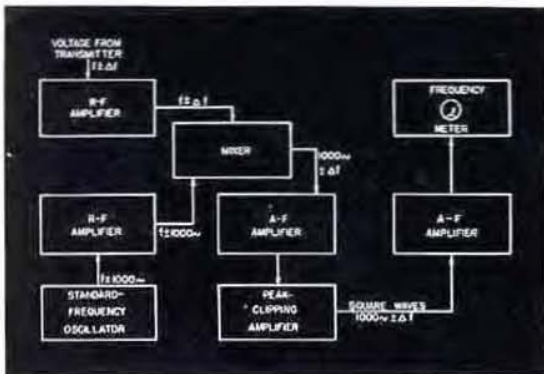 VOLTAGE FROM
TRANSMITTER
f±Δf
R-F
AMPLIFIER
f±Δf
MIXER
1000~
±Δf
FREQUENCY
METER
R-F
AMPLIFIER
f±1000~
A-F
AMPLIFIER
A-F
AMPLIFIER
f±1000~
STANDARD-
FREQUENCY
OSCILLATOR
PEAK-
CLIPPING
AMPLIFIER
SQUARE WAVES
1000~±Δf